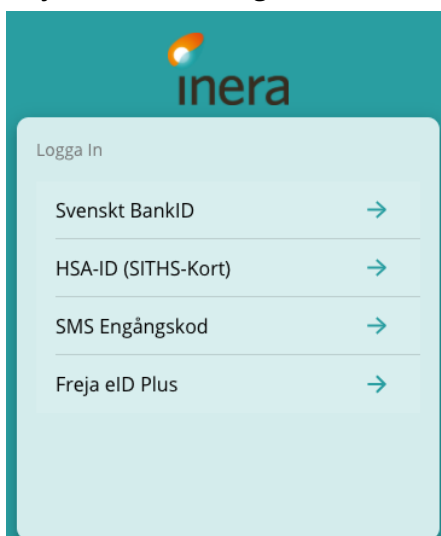 inera
Logga In
Svenskt BankID
HSA-ID (SITHS-Kort)
SMS Engångskod
Freja eID Plus